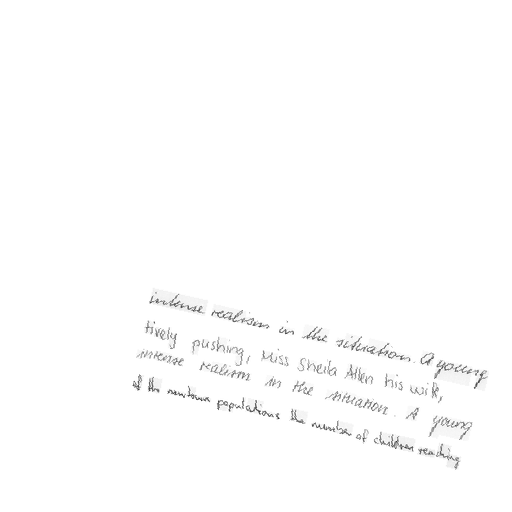 intense realism in the situation. A young
tively pushing, Miss Sheila Allen his wife,
intense realism in the situation. A young
of the newtown populations the number of children reaching